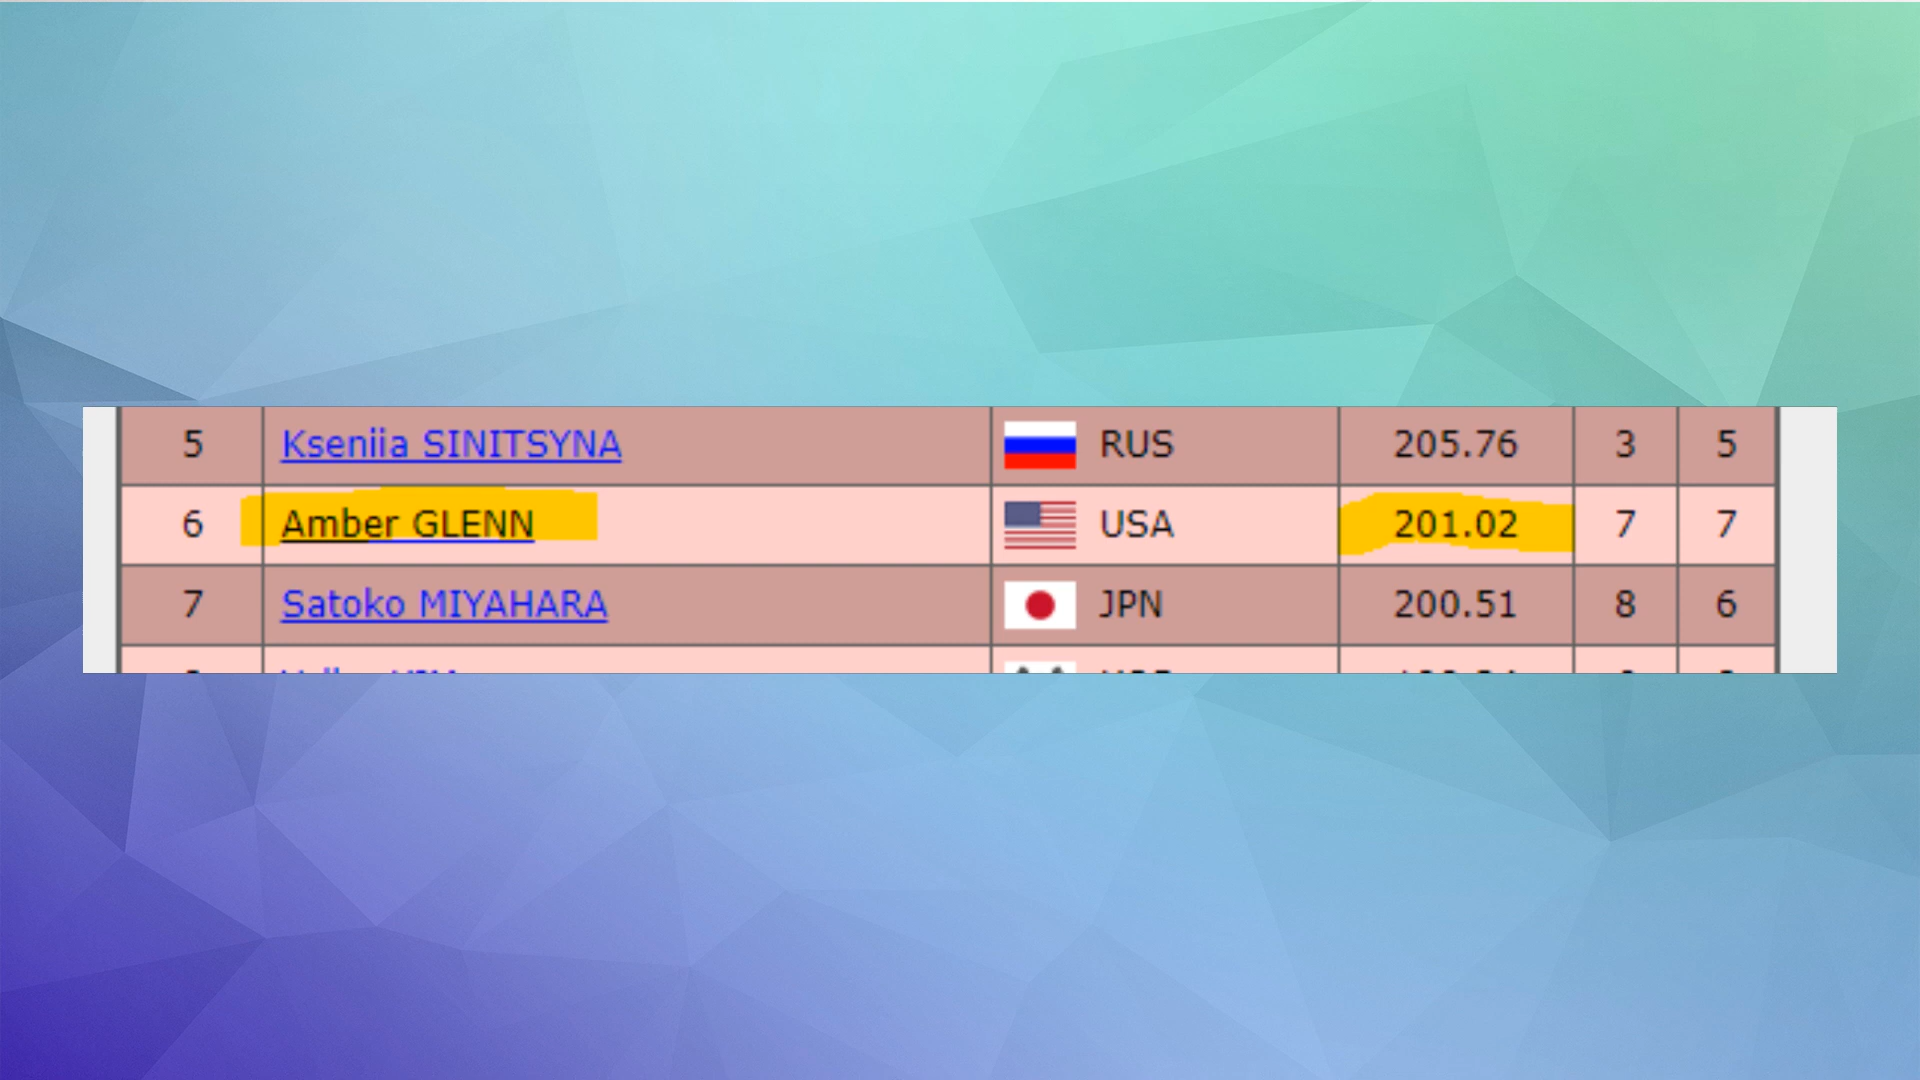 5 Kseniia SINITSYNA RUS 205.76 3 5
6 Amber GLENN USA 201.02 7 7
7 Satoko MIYAHARA JPN 200.51 8 6